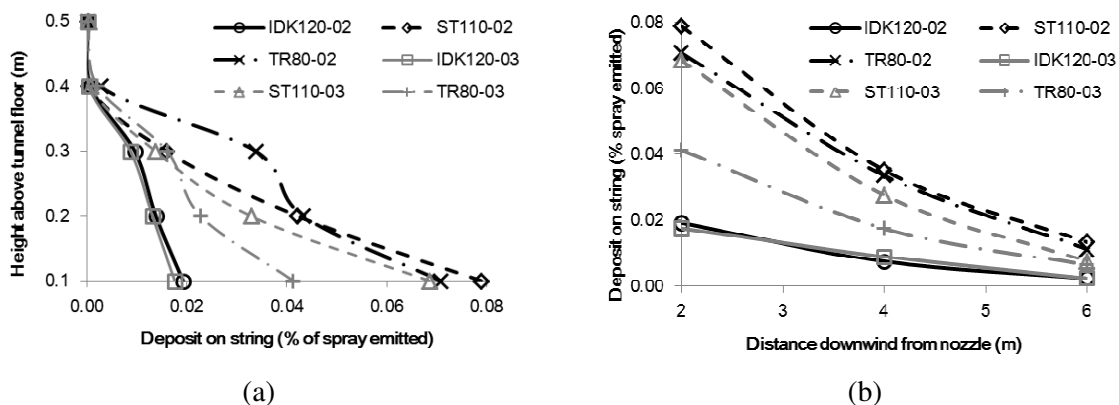 (a)
0.5
0.4
0.3
0.2
0.1
Height above tunnel floor (m)
IDK120-02
ST110-02
TR80-02
IDK120-03
ST110-03
TR80-03
0.00
0.02
0.04
0.06
0.08
Deposit on string (% of spray emitted)
(a)
0.08
0.06
0.04
0.02
0.00
Deposit on string (% spray emitted)
IDK120-02
ST110-02
TR80-02
IDK120-03
ST110-03
TR80-03
2
3
4
5
6
Distance downwind from nozzle (m)
(b)